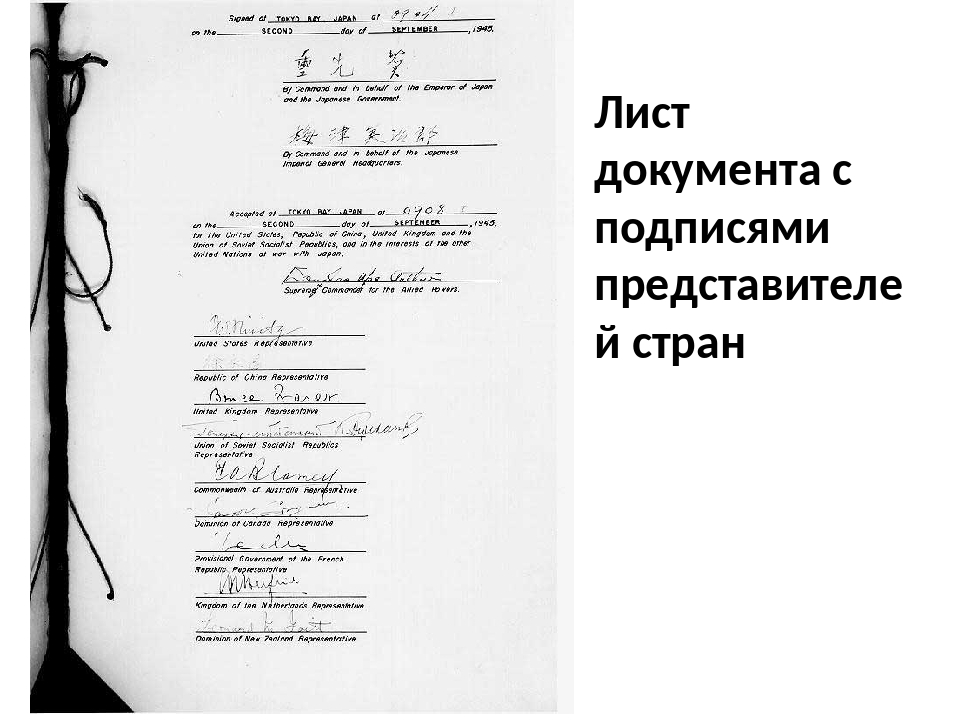 Signed at TOKYO BAY, JAPAN at 0904 I
on the SECOND day of SEPTEMBER, 1945.
重光 葵
By Command and in behalf of the Emperor of Japan
and the Japanese Government.
梅津美治郎
By Command and in behalf of the Japanese
Imperial General Headquarters.
Accepted at TOKYO BAY, JAPAN at 0908 I
on the SECOND day of SEPTEMBER, 1945,
for the United States, Republic of China, United Kingdom and the
Union of Soviet Socialist Republics, and in the interests of the other
United Nations at war with Japan.
Douglas MacArthur
Supreme Commander for the Allied Powers.
C.W. Nimitz
United States Representative
Republic of China Representative
Bruce Fraser
United Kingdom Representative
Union of Soviet Socialist Republics
Representative
T.A. Blamey
Commonwealth of Australia Representative
Dominion of Canada Representative
Provisional Government of the French
Republic Representative
Kingdom of the Netherlands Representative
Dominion of New Zealand Representative
Лист
документа с
подписями
представителе
й стран